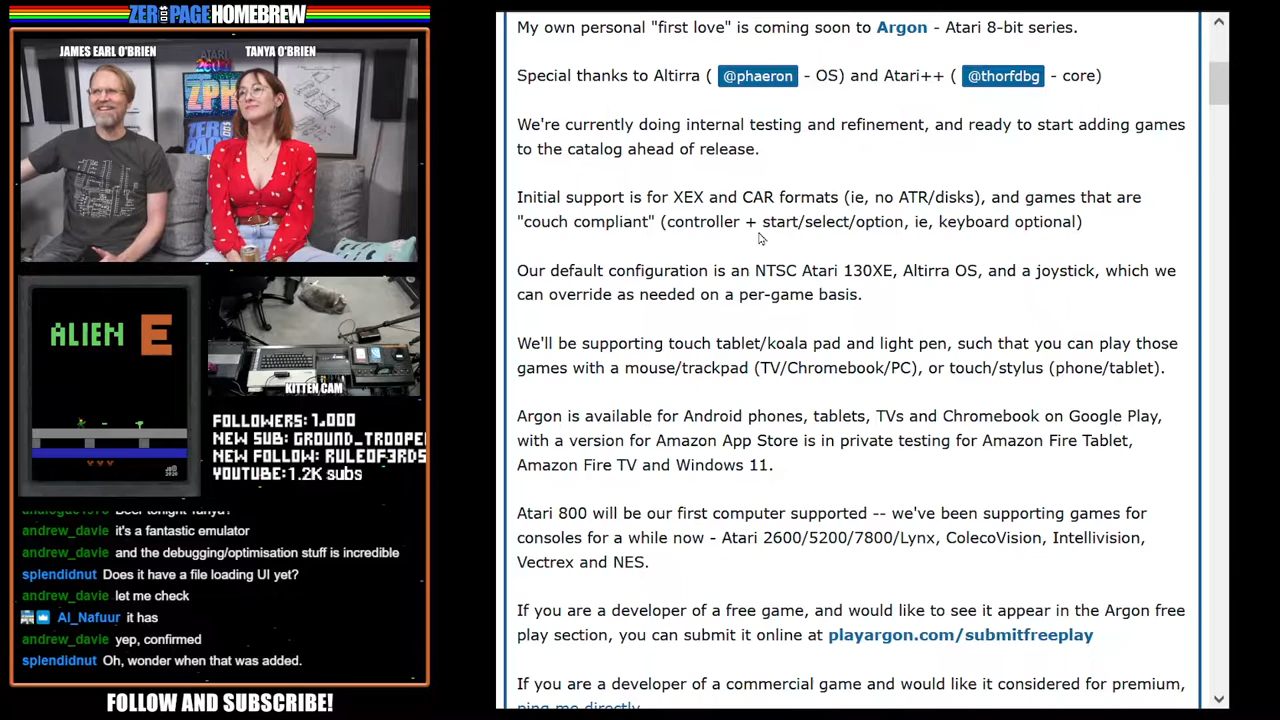 ZEROPAGE HOMEBREW
JAMES EARL O'BRIEN
TANYA O'BRIEN
ATARI
2600
ZPH
ALIEN E
KITTEN CAM
FOLLOWERS: 1,000
NEW SUB: GROUND_TROOPE
NEW FOLLOW: RULEOF3RDS
YOUTUBE: 1.2K subs
Beer tonight Tanya?
andrew_davie it's a fantastic emulator
andrew_davie and the debugging/optimisation stuff is incredible
splendidnut Does it have a file loading UI yet?
andrew_davie let me check
Al_Nafuur it has
andrew_davie yep, confirmed
splendidnut Oh, wonder when that was added.
FOLLOW AND SUBSCRIBE!
My own personal "first love" is coming soon to Argon - Atari 8-bit series.
Special thanks to Altirra ( @phaeron - OS) and Atari++ ( @thorfdbg - core)
We're currently doing internal testing and refinement, and ready to start adding games
to the catalog ahead of release.
Initial support is for XEX and CAR formats (ie, no ATR/disks), and games that are
"couch compliant" (controller + start/select/option, ie, keyboard optional)
Our default configuration is an NTSC Atari 130XE, Altirra OS, and a joystick, which we
can override as needed on a per-game basis.
We'll be supporting touch tablet/koala pad and light pen, such that you can play those
games with a mouse/trackpad (TV/Chromebook/PC), or touch/stylus (phone/tablet).
Argon is available for Android phones, tablets, TVs and Chromebook on Google Play,
with a version for Amazon App Store is in private testing for Amazon Fire Tablet,
Amazon Fire TV and Windows 11.
Atari 800 will be our first computer supported -- we've been supporting games for
consoles for a while now - Atari 2600/5200/7800/Lynx, ColecoVision, Intellivision,
Vectrex and NES.
If you are a developer of a free game, and would like to see it appear in the Argon free
play section, you can submit it online at playargon.com/submitfreeplay
If you are a developer of a commercial game and would like it considered for premium,
ping me directly.